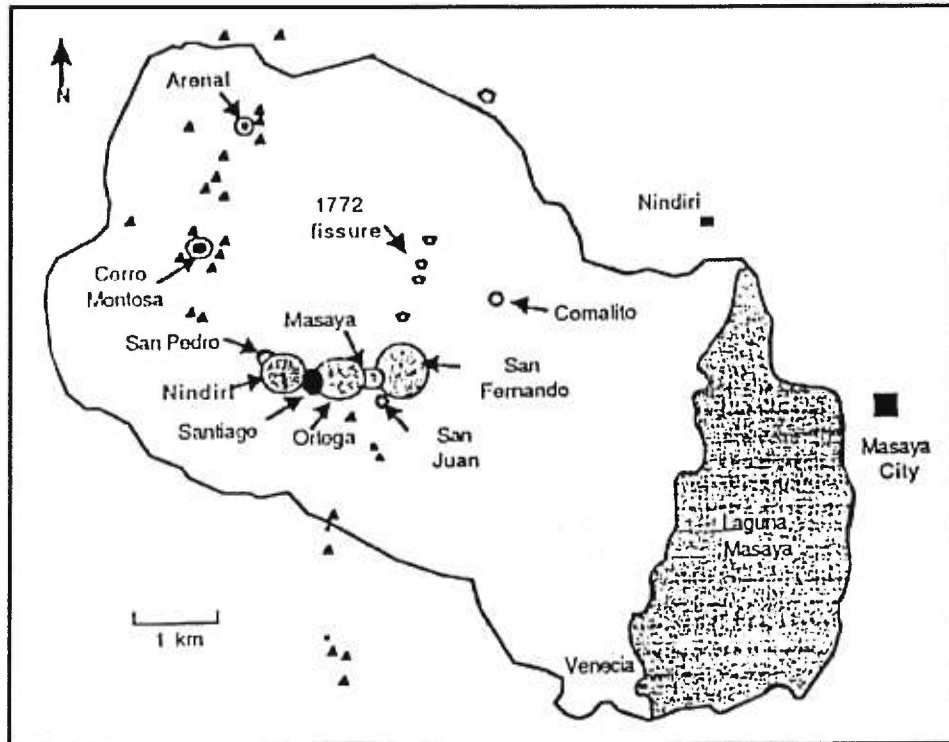 N
Arenal
Nindiri
1772
fissure
Corro
Montosa
Comalito
Masaya
San Pedro
San
Fernando
Nindiri
Masaya
City
Santiago
Ortoga
San
Juan
Laguna
Masaya
1 km
Venecia